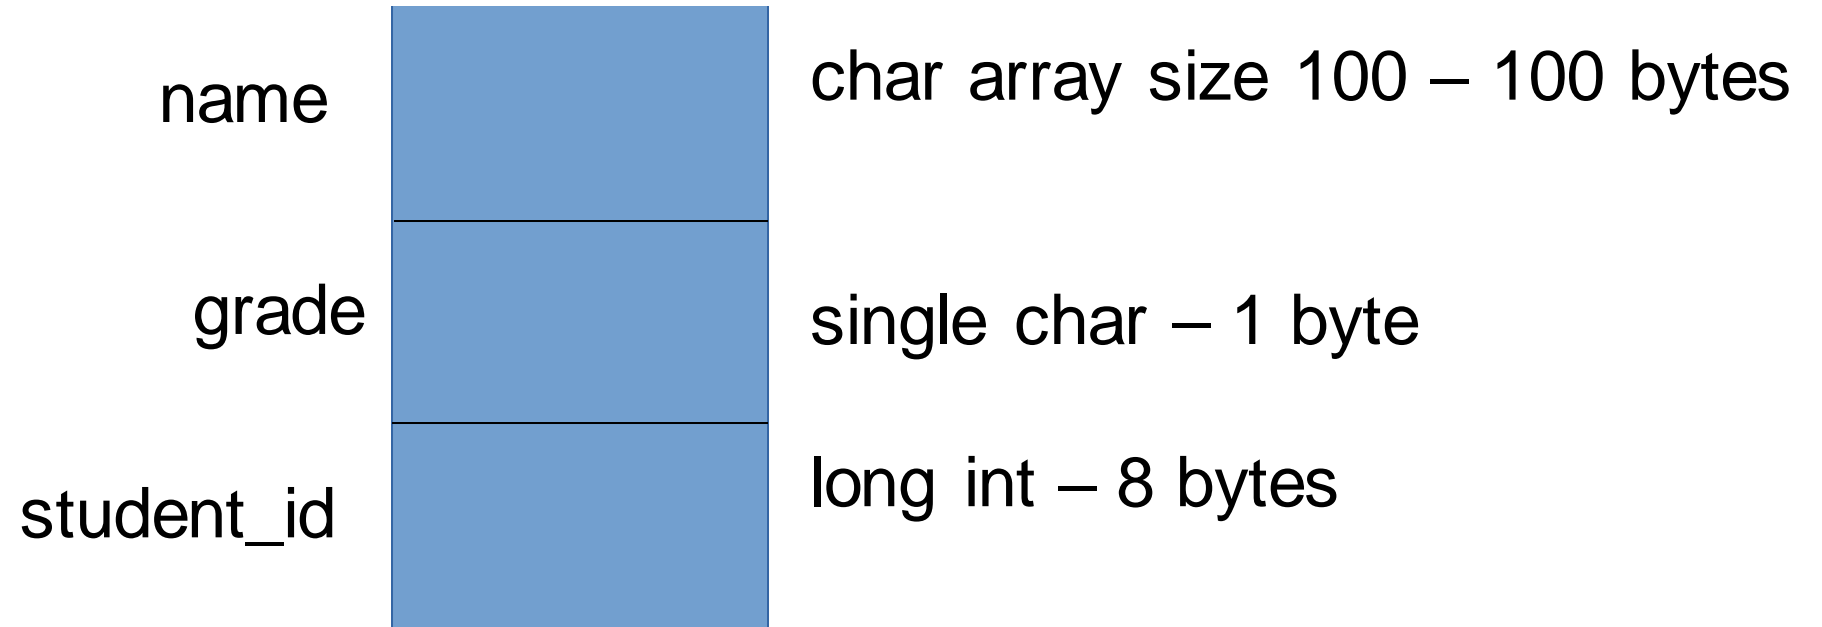 name
char array size 100 – 100 bytes
grade
single char – 1 byte
student_id
long int – 8 bytes